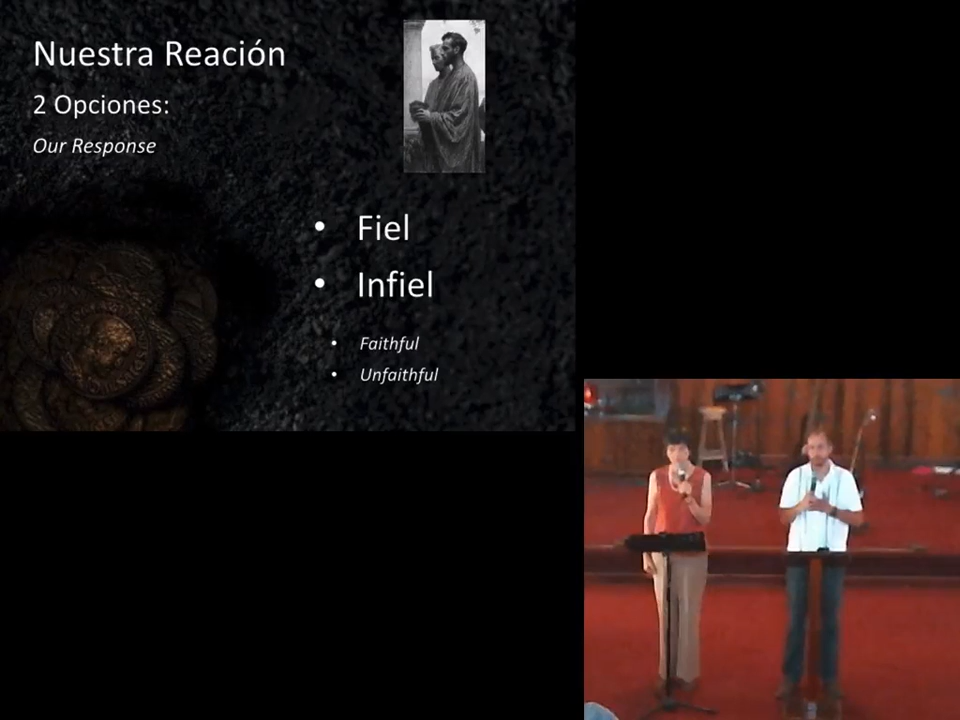 Nuestra Reación
2 Opciones:
Our Response
• Fiel
• Infiel
• Faithful
• Unfaithful